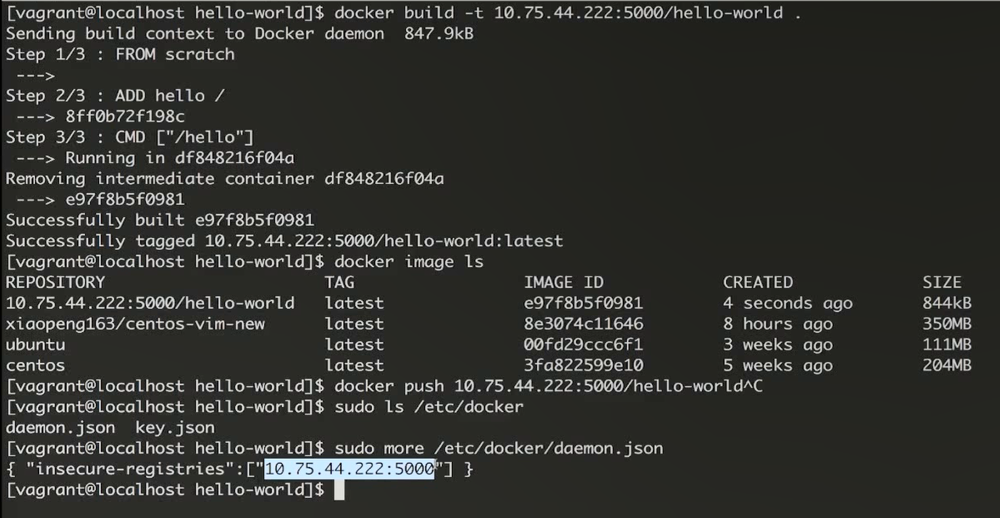 [vagrant@localhost hello-world]$ docker build -t 10.75.44.222:5000/hello-world .
Sending build context to Docker daemon  847.9kB
Step 1/3 : FROM scratch
 --->
Step 2/3 : ADD hello /
 ---> 8ff0b72f198c
Step 3/3 : CMD ["/hello"]
 ---> Running in df848216f04a
Removing intermediate container df848216f04a
 ---> e97f8b5f0981
Successfully built e97f8b5f0981
Successfully tagged 10.75.44.222:5000/hello-world:latest
[vagrant@localhost hello-world]$ docker image ls
REPOSITORY                      TAG                 IMAGE ID            CREATED             SIZE
10.75.44.222:5000/hello-world   latest              e97f8b5f0981        4 seconds ago       844kB
xiaopeng163/centos-vim-new      latest              8e3074c11646        8 hours ago         350MB
ubuntu                          latest              00fd29ccc6f1        3 weeks ago         111MB
centos                          latest              3fa822599e10        5 weeks ago         204MB
[vagrant@localhost hello-world]$ docker push 10.75.44.222:5000/hello-world^C
[vagrant@localhost hello-world]$ sudo ls /etc/docker
daemon.json  key.json
[vagrant@localhost hello-world]$ sudo more /etc/docker/daemon.json
{ "insecure-registries":["10.75.44.222:5000"] }
[vagrant@localhost hello-world]$